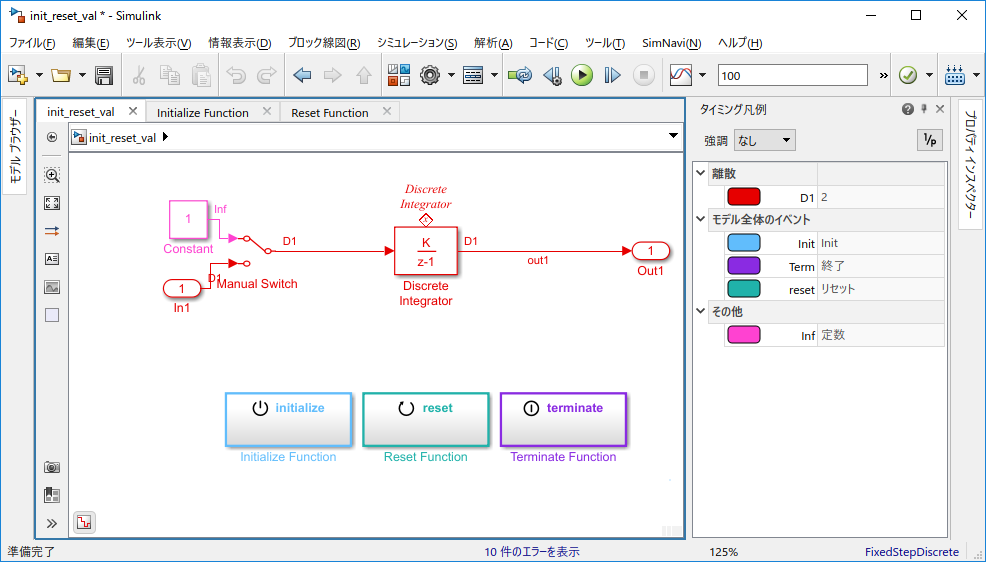 init_reset_val * - Simulink
ファイル(F) 編集(E) ツール表示(V) 情報表示(D) ブロック線図(R) シミュレーション(S) 解析(A) コード(C) ツール(T) SimNavi(N) ヘルプ(H)
100
モデル ブラウザー
init_reset_val Initialize Function Reset Function
init_reset_val
Discrete
Integrator
1
Inf
Constant
D1
K
z-1
D1
out1
1
Out1
Discrete
Integrator
D1
Manual Switch
1
In1
initialize
Initialize Function
reset
Reset Function
terminate
Terminate Function
タイミング凡例
強調 なし
1/p
離散
D1 2
モデル全体のイベント
Init Init
Term 終了
reset リセット
その他
Inf 定数
プロパティ インスペクター
準備完了
10 件のエラーを表示
125%
FixedStepDiscrete